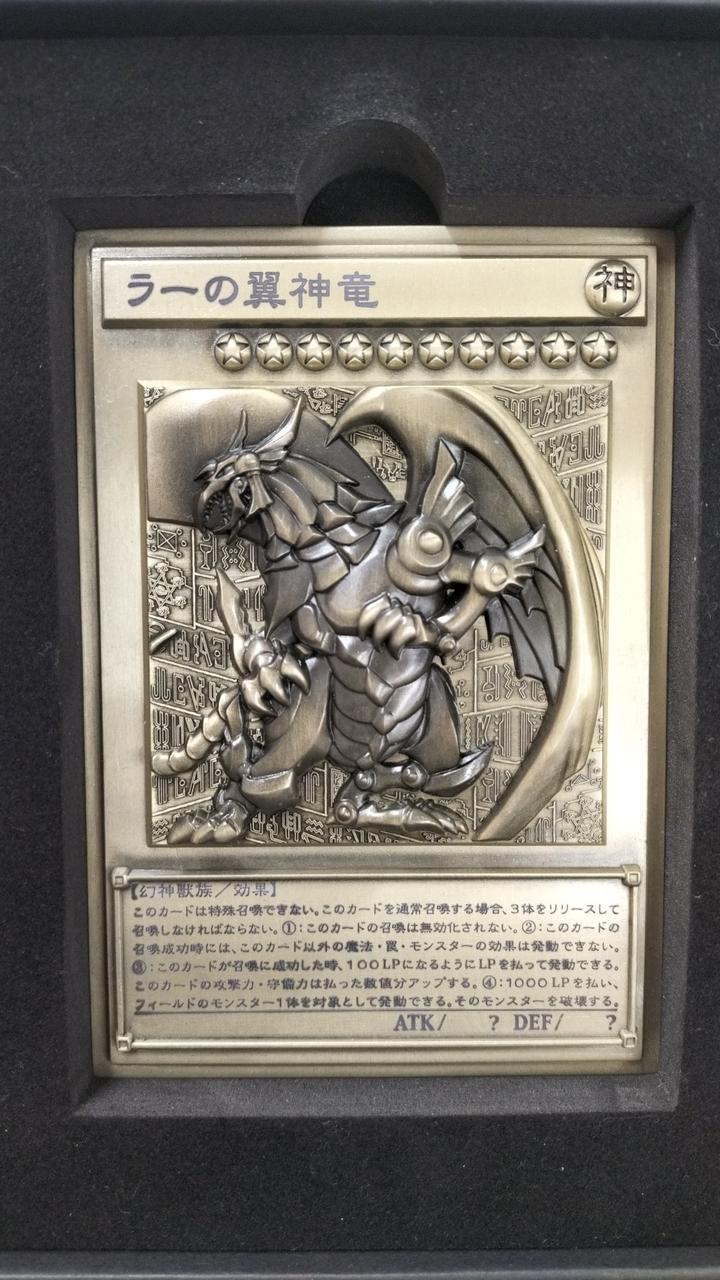 ラーの翼神竜
神
【幻神獣族／効果】
このカードは特殊召喚できない。このカードを通常召喚する場合、3体をリリースして
召喚しなければならない。①：このカードの召喚は無効化されない。②：このカードの
召喚成功時には、このカード以外の魔法・罠・モンスターの効果は発動できない。
③：このカードが召喚に成功した時、100LPになるようにLPを払って発動できる。
このカードの攻撃力・守備力は払った数値分アップする。④：1000LPを払い、
フィールドのモンスター1体を対象として発動できる。そのモンスターを破壊する。
ATK/ ? DEF/ ?